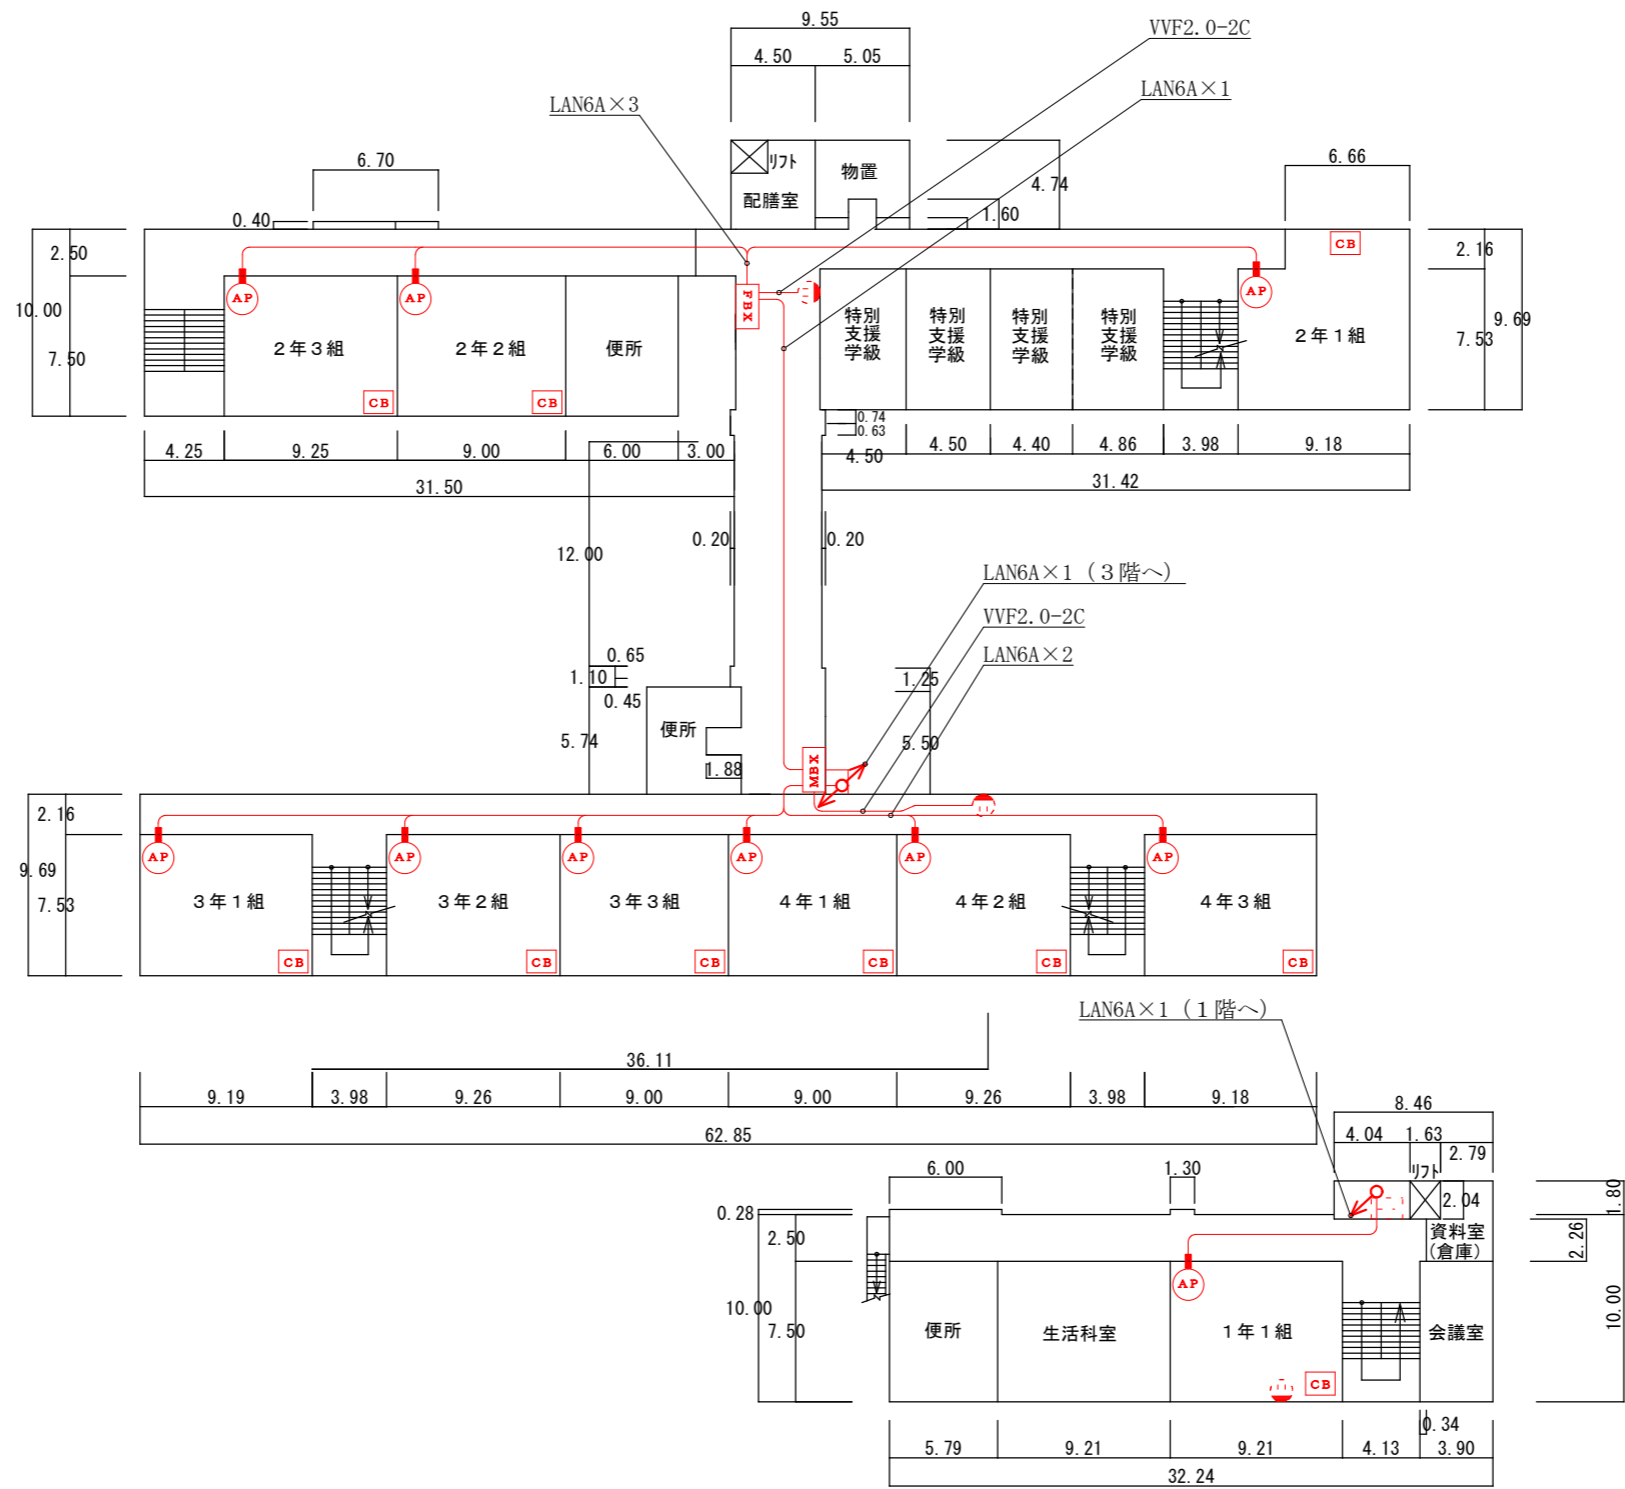 9.55
VVF2.0-2C
4.50
5.05
LAN6A×1
LAN6A×3
6.70
リフト
物置
6.66
4.74
配膳室
0.40
1.60
2.50
CB
2.16
AP
AP
AP
FBX
10.00
特別
支援
学級
特別
支援
学級
特別
支援
学級
特別
支援
学級
9.69
7.53
7.50
2年3組
2年2組
便所
2年1組
CB
CB
0.74
0.63
4.25
9.25
9.00
6.00
3.00
4.50
4.50
4.40
4.86
3.98
9.18
31.50
31.42
0.20
0.20
12.00
LAN6A×1(3階へ)
VVF2.0-2C
LAN6A×2
0.65
1.10
0.45
1.25
便所
5.74
5.50
1.88
MBX
2.16
9.69
7.53
AP
AP
AP
AP
AP
AP
3年1組
3年2組
3年3組
4年1組
4年2組
4年3組
CB
CB
CB
CB
CB
CB
LAN6A×1(1階へ)
36.11
9.19
3.98
9.26
9.00
9.00
9.26
3.98
9.18
62.85
8.46
4.04
1.63
2.79
リフト
6.00
1.30
2.04
1.80
0.28
2.50
資料室
(倉庫)
2.26
AP
10.00
7.50
便所
生活科室
1年1組
会議室
10.00
CB
0.34
5.79
9.21
9.21
4.13
3.90
32.24